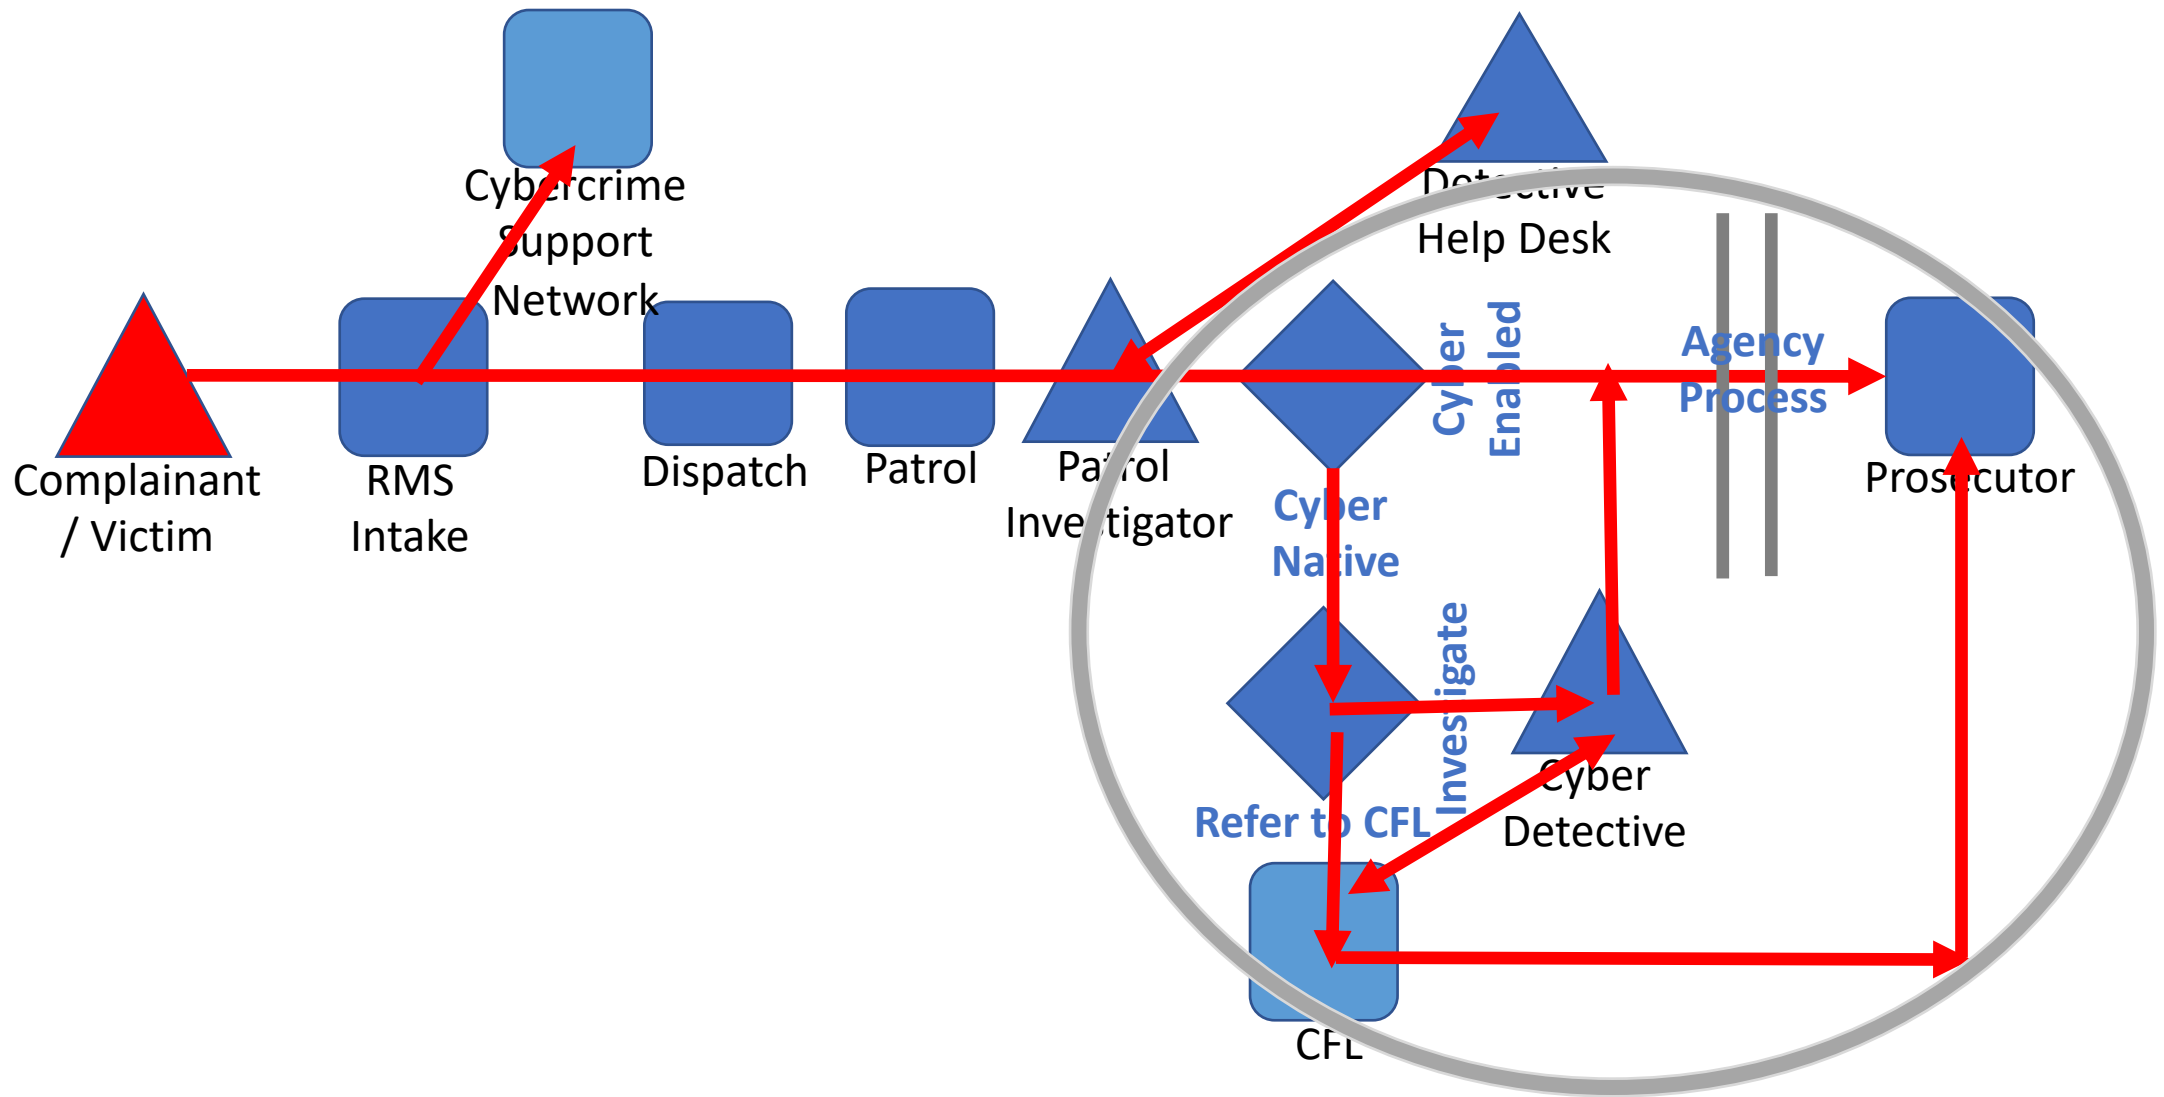 Cybercrime
Support
Network
Detective
Help Desk
Complainant
/ Victim
RMS
Intake
Dispatch
Patrol
Patrol
Investigator
Cyber
Enabled
Agency
Process
Prosecutor
Cyber
Native
Investigate
Refer to CFL
Cyber
Detective
CFL